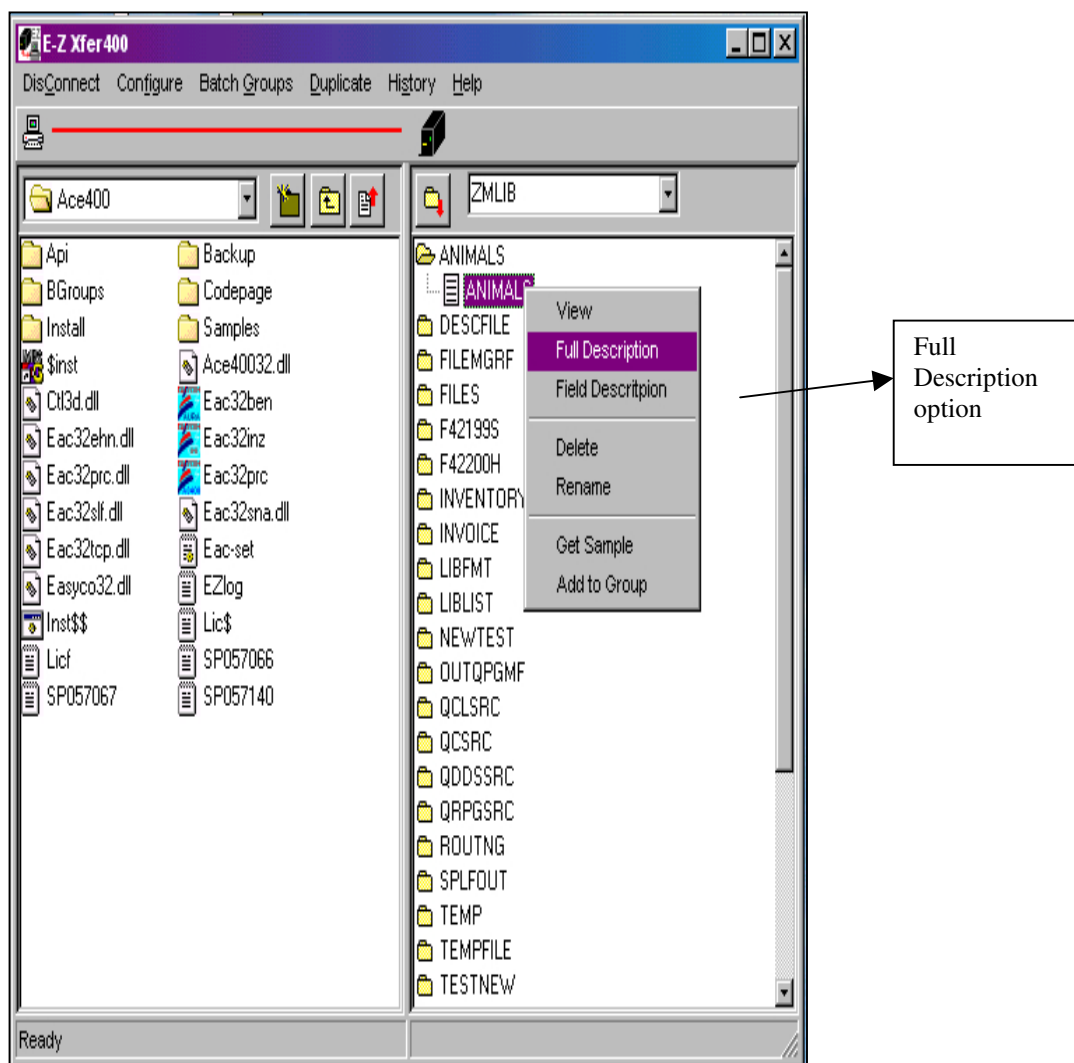 E-Z Xfer400
DisConnect Configure Batch Groups Duplicate History Help
Ace400
ZMLIB
Api
Backup
BGroups
Codepage
Install
Samples
$inst
Ace40032.dll
Ctl3d.dll
Eac32ben
Eac32ehn.dll
Eac32inz
Eac32prc.dll
Eac32prc
Eac32slf.dll
Eac32sna.dll
Eac32tcp.dll
Eac-set
Easyco32.dll
EZlog
Inst$$
Lic$
Licf
SP057066
SP057067
SP057140
ANIMALS
ANIMALS
DESCFILE
FILEMGRF
FILES
F42199S
F42200H
INVENTORY
INVOICE
LIBFMT
LIBLIST
NEWTEST
OUTQPGMF
QCLSRC
QCSRC
QDDSSRC
QRPGSRC
ROUTNG
SPLFOUT
TEMP
TEMPFILE
TESTNEW
View
Full Description
Field Descritpion
Delete
Rename
Get Sample
Add to Group
Full
Description
option
Ready